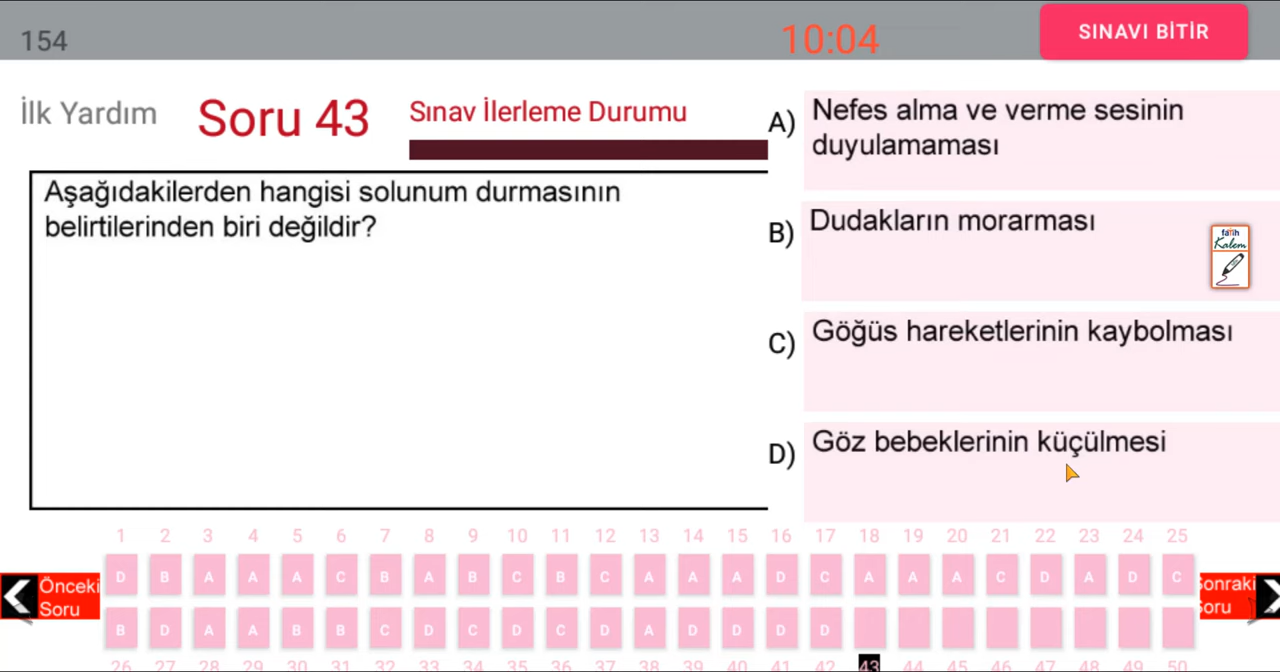 154
10:04
SINAVI BİTİR
İlk Yardım
Soru 43
Sınav İlerleme Durumu
Aşağıdakilerden hangisi solunum durmasının
belirtilerinden biri değildir?
A) Nefes alma ve verme sesinin
duyulamaması
B) Dudakların morarması
fatih
Kalem
C) Göğüs hareketlerinin kaybolması
D) Göz bebeklerinin küçülmesi
1 2 3 4 5 6 7 8 9 10 11 12 13 14 15 16 17 18 19 20 21 22 23 24 25
D B A A A C B A B C B C A A A D C A A A C D A D C
Önceki
Soru
Sonraki
Soru
B D A A B B C D C D C D A D D D D
26 27 28 29 30 31 32 33 34 35 36 37 38 39 40 41 42 43 44 45 46 47 48 49 50